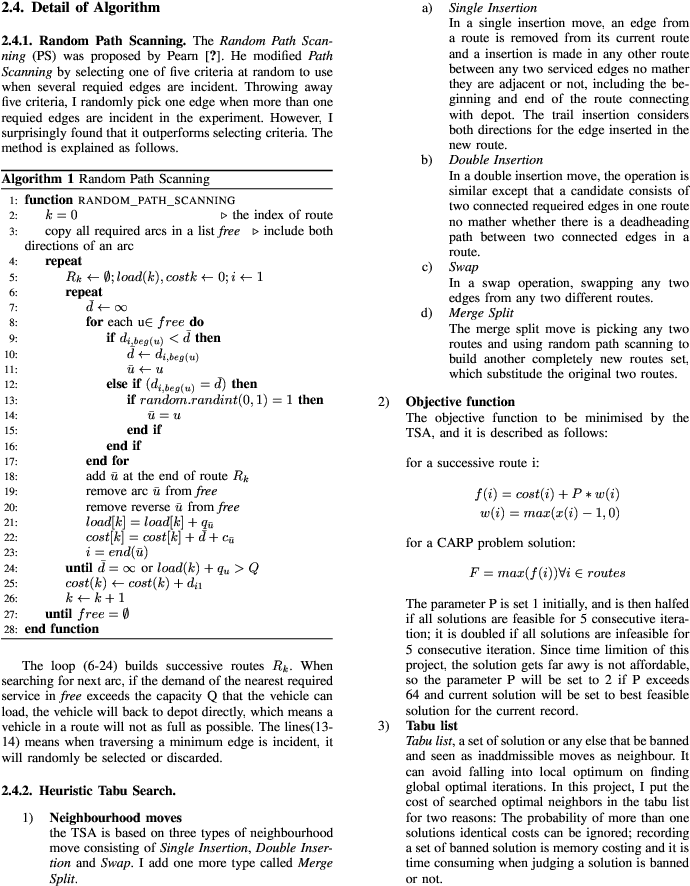 2.4. Detail of Algorithm
2.4.1. Random Path Scanning. The Random Path Scan-
ning (PS) was proposed by Pearn [?]. He modified Path
Scanning by selecting one of five criteria at random to use
when several requied edges are incident. Throwing away
five criteria, I randomly pick one edge when more than one
requied edges are incident in the experiment. However, I
surprisingly found that it outperforms selecting criteria. The
method is explained as follows.
Algorithm 1 Random Path Scanning
1: function RANDOM_PATH_SCANNING
2: k = 0 ▷ the index of route
3: copy all required arcs in a list free ▷ include both
directions of an arc
4: repeat
5: R_k ← ∅; load(k), costk ← 0; i ← 1
6: repeat
7: d̄ ← ∞
8: for each u∈ free do
9: if d_{i,beg(u)} < d̄ then
10: d̄ ← d_{i,beg(u)}
11: ū ← u
12: else if (d_{i,beg(u)} = d̄) then
13: if random.randint(0, 1) = 1 then
14: ū = u
15: end if
16: end if
17: end for
18: add ū at the end of route R_k
19: remove arc ū from free
20: remove reverse ū from free
21: load[k] = load[k] + q_ū
22: cost[k] = cost[k] + d̄ + c_ū
23: i = end(ū)
24: until d̄ = ∞ or load(k) + q_u > Q
25: cost(k) ← cost(k) + d_{i1}
26: k ← k + 1
27: until free = ∅
28: end function
The loop (6-24) builds successive routes R_k. When
searching for next arc, if the demand of the nearest required
service in free exceeds the capacity Q that the vehicle can
load, the vehicle will back to depot directly, which means a
vehicle in a route will not as full as possible. The lines(13-
14) means when traversing a minimum edge is incident, it
will randomly be selected or discarded.
2.4.2. Heuristic Tabu Search.
1) Neighbourhood moves
the TSA is based on three types of neighbourhood
move consisting of Single Insertion, Double Inser-
tion and Swap. I add one more type called Merge
Split.
a) Single Insertion
In a single insertion move, an edge from
a route is removed from its current route
and a insertion is made in any other route
between any two serviced edges no mather
they are adjacent or not, including the be-
ginning and end of the route connecting
with depot. The trail insertion considers
both directions for the edge inserted in the
new route.
b) Double Insertion
In a double insertion move, the operation is
similar except that a candidate consists of
two connected requeired edges in one route
no mather whether there is a deadheading
path between two connected edges in a
route.
c) Swap
In a swap operation, swapping any two
edges from any two different routes.
d) Merge Split
The merge split move is picking any two
routes and using random path scanning to
build another completely new routes set,
which substitude the original two routes.
2) Objective function
The objective function to be minimised by the
TSA, and it is described as follows:
for a successive route i:
f(i) = cost(i) + P ∗ w(i)
w(i) = max(x(i) − 1, 0)
for a CARP problem solution:
F = max(f(i))∀i ∈ routes
The parameter P is set 1 initially, and is then halfed
if all solutions are feasible for 5 consecutive itera-
tion; it is doubled if all solutions are infeasible for
5 consecutive iteration. Since time limition of this
project, the solution gets far awy is not affordable,
so the parameter P will be set to 2 if P exceeds
64 and current solution will be set to best feasible
solution for the current record.
3) Tabu list
Tabu list, a set of solution or any else that be banned
and seen as inaddmissible moves as neighbour. It
can avoid falling into local optimum on finding
global optimal iterations. In this project, I put the
cost of searched optimal neighbors in the tabu list
for two reasons: The probability of more than one
solutions identical costs can be ignored; recording
a set of banned solution is memory costing and it is
time consuming when judging a solution is banned
or not.